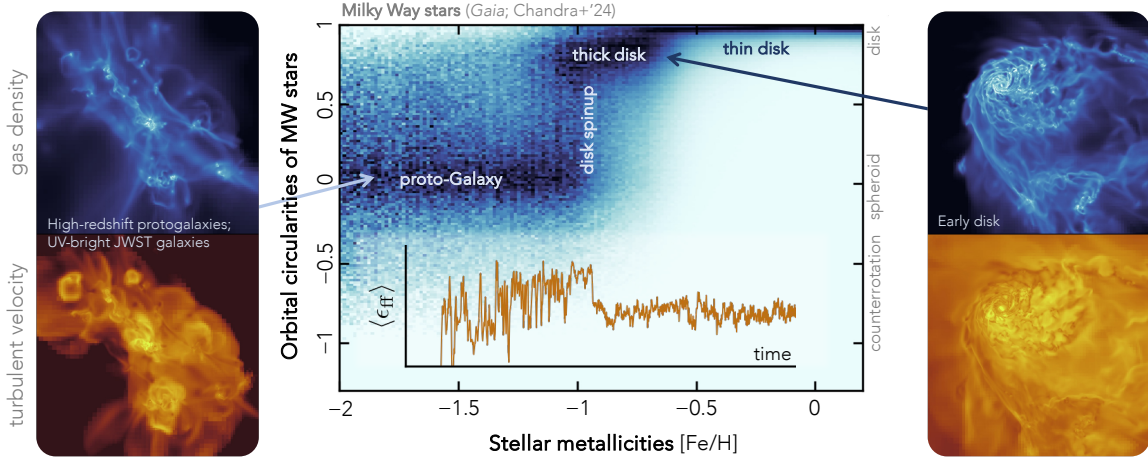 Milky Way stars (Gaia; Chandra+'24)
gas density
High-redshift protogalaxies;
UV-bright JWST galaxies
turbulent velocity
Orbital circularities of MW stars
1
0.5
0
−0.5
−1
thick disk
thin disk
disk spinup
proto-Galaxy
⟨ϵff⟩
time
disk
spheroid
counterrotation
−2
−1.5
−1
−0.5
0
Stellar metallicities [Fe/H]
Early disk